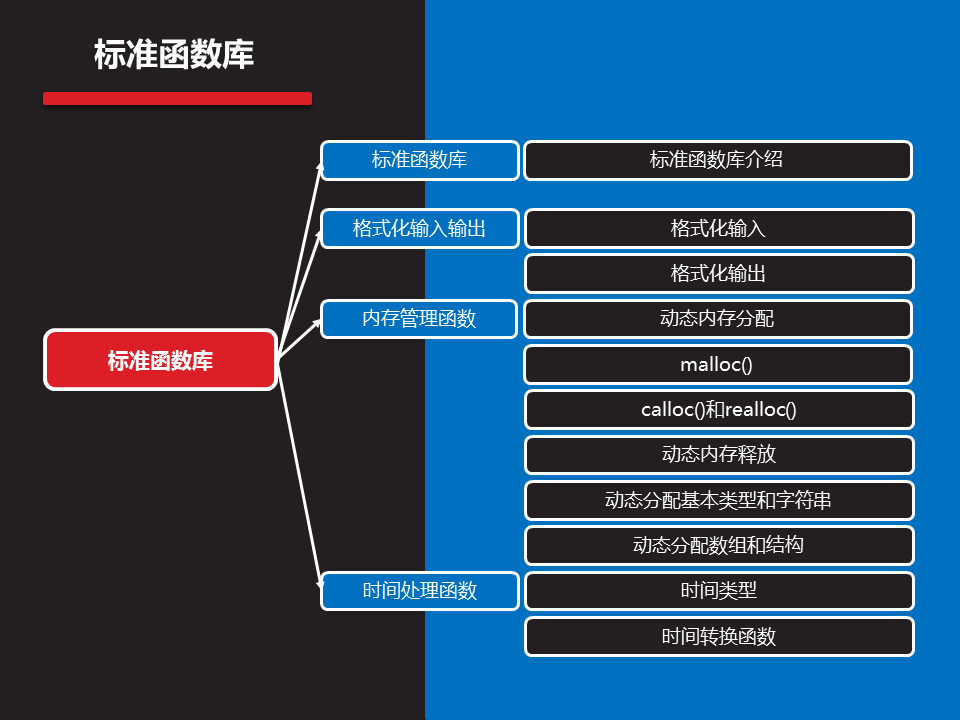 标准函数库
标准函数库
标准函数库介绍
格式化输入输出
格式化输入
格式化输出
内存管理函数
动态内存分配
标准函数库
malloc()
calloc()和realloc()
动态内存释放
动态分配基本类型和字符串
动态分配数组和结构
时间处理函数
时间类型
时间转换函数